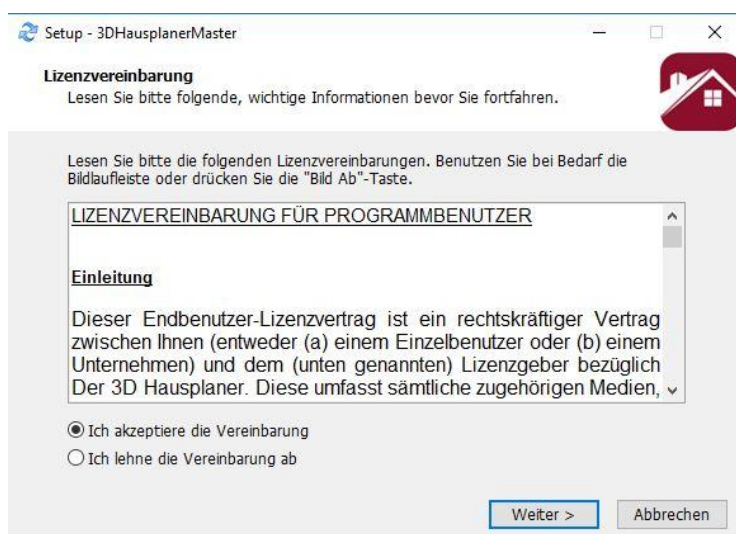 Setup - 3DHausplanerMaster
Lizenzvereinbarung
Lesen Sie bitte folgende, wichtige Informationen bevor Sie fortfahren.
Lesen Sie bitte die folgenden Lizenzvereinbarungen. Benutzen Sie bei Bedarf die
Bildlaufleiste oder drücken Sie die "Bild Ab"-Taste.
LIZENZVEREINBARUNG FÜR PROGRAMMBENUTZER
Einleitung
Dieser Endbenutzer-Lizenzvertrag ist ein rechtskräftiger Vertrag
zwischen Ihnen (entweder (a) einem Einzelbenutzer oder (b) einem
Unternehmen) und dem (unten genannten) Lizenzgeber bezüglich
Der 3D Hausplaner. Diese umfasst sämtliche zugehörigen Medien,
Ich akzeptiere die Vereinbarung
Ich lehne die Vereinbarung ab
Weiter > Abbrechen